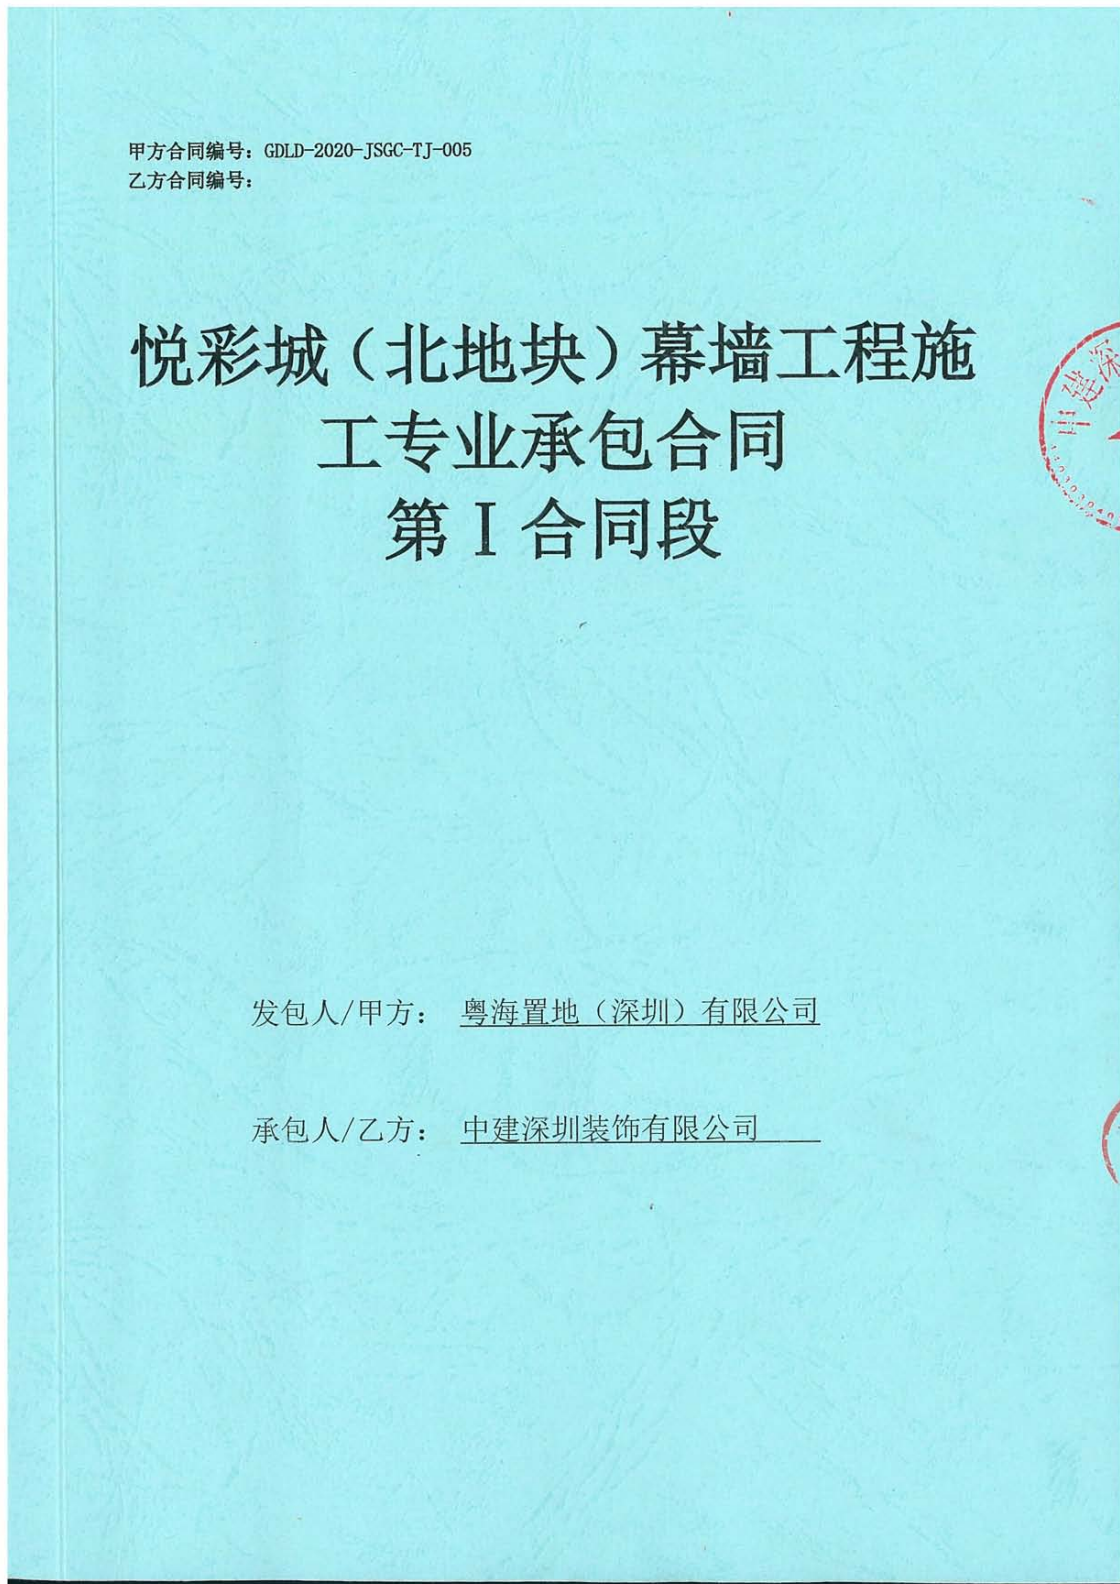 甲方合同编号：GDLD-2020-JSGC-TJ-005
乙方合同编号：
悦彩城（北地块）幕墙工程施
工专业承包合同
第 I 合同段
中建深
发包人/甲方： 粤海置地（深圳）有限公司
承包人/乙方： 中建深圳装饰有限公司